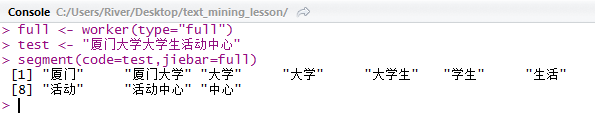 Console C:/Users/River/Desktop/text_mining_lesson/
> full <- worker(type="full")
> test <- "厦门大学大学生活动中心"
> segment(code=test,jiebar=full)
[1] "厦门" "厦门大学" "大学" "大学" "大学生" "学生" "生活"
[8] "活动" "活动中心" "中心"
>